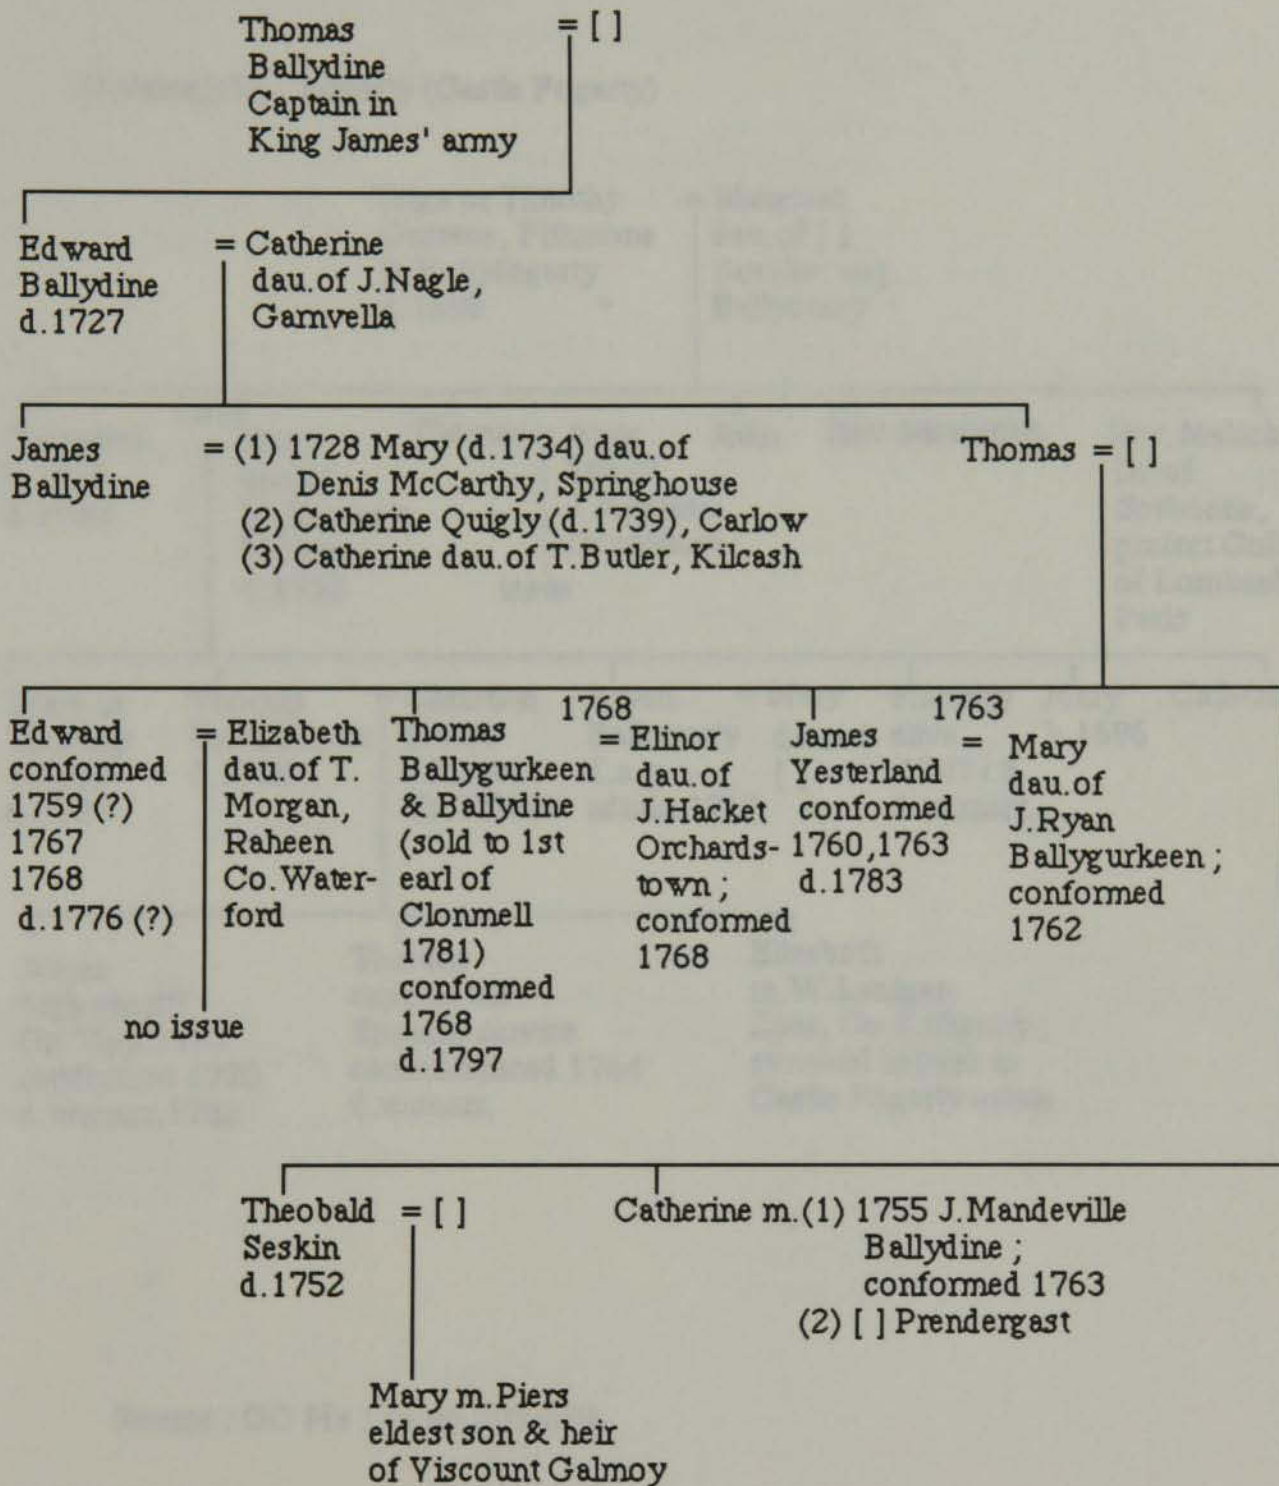 Thomas = [ ]
Ballydine
Captain in
King James' army
Edward = Catherine
Ballydine dau.of J.Nagle,
d.1727 Garnvella
James = (1) 1728 Mary (d.1734) dau.of
Ballydine Denis McCarthy, Springhouse
(2) Catherine Quigly (d.1739), Carlow
(3) Catherine dau.of T.Butler, Kilcash
Thomas = [ ]
Edward
conformed
1759 (?)
1767
1768
d.1776 (?)
= Elizabeth
dau.of T.
Morgan,
Raheen
Co.Water-
ford
no issue
Thomas
Ballygurkeen
& Ballydine
(sold to 1st
earl of
Clonmell
1781)
conformed
1768
d.1797
1768
= Elinor
dau.of
J.Hacket
Orchards-
town ;
conformed
1768
James
Yesterland
conformed
1760,1763
d.1783
1763
= Mary
dau.of
J.Ryan
Ballygurkeen ;
conformed
1762
Theobald = [ ]
Seskin
d.1752
Catherine m.(1) 1755 J.Mandeville
Ballydine ;
conformed 1763
(2) [ ] Prendergast
Mary m.Piers
eldest son & heir
of Viscount Galmoy